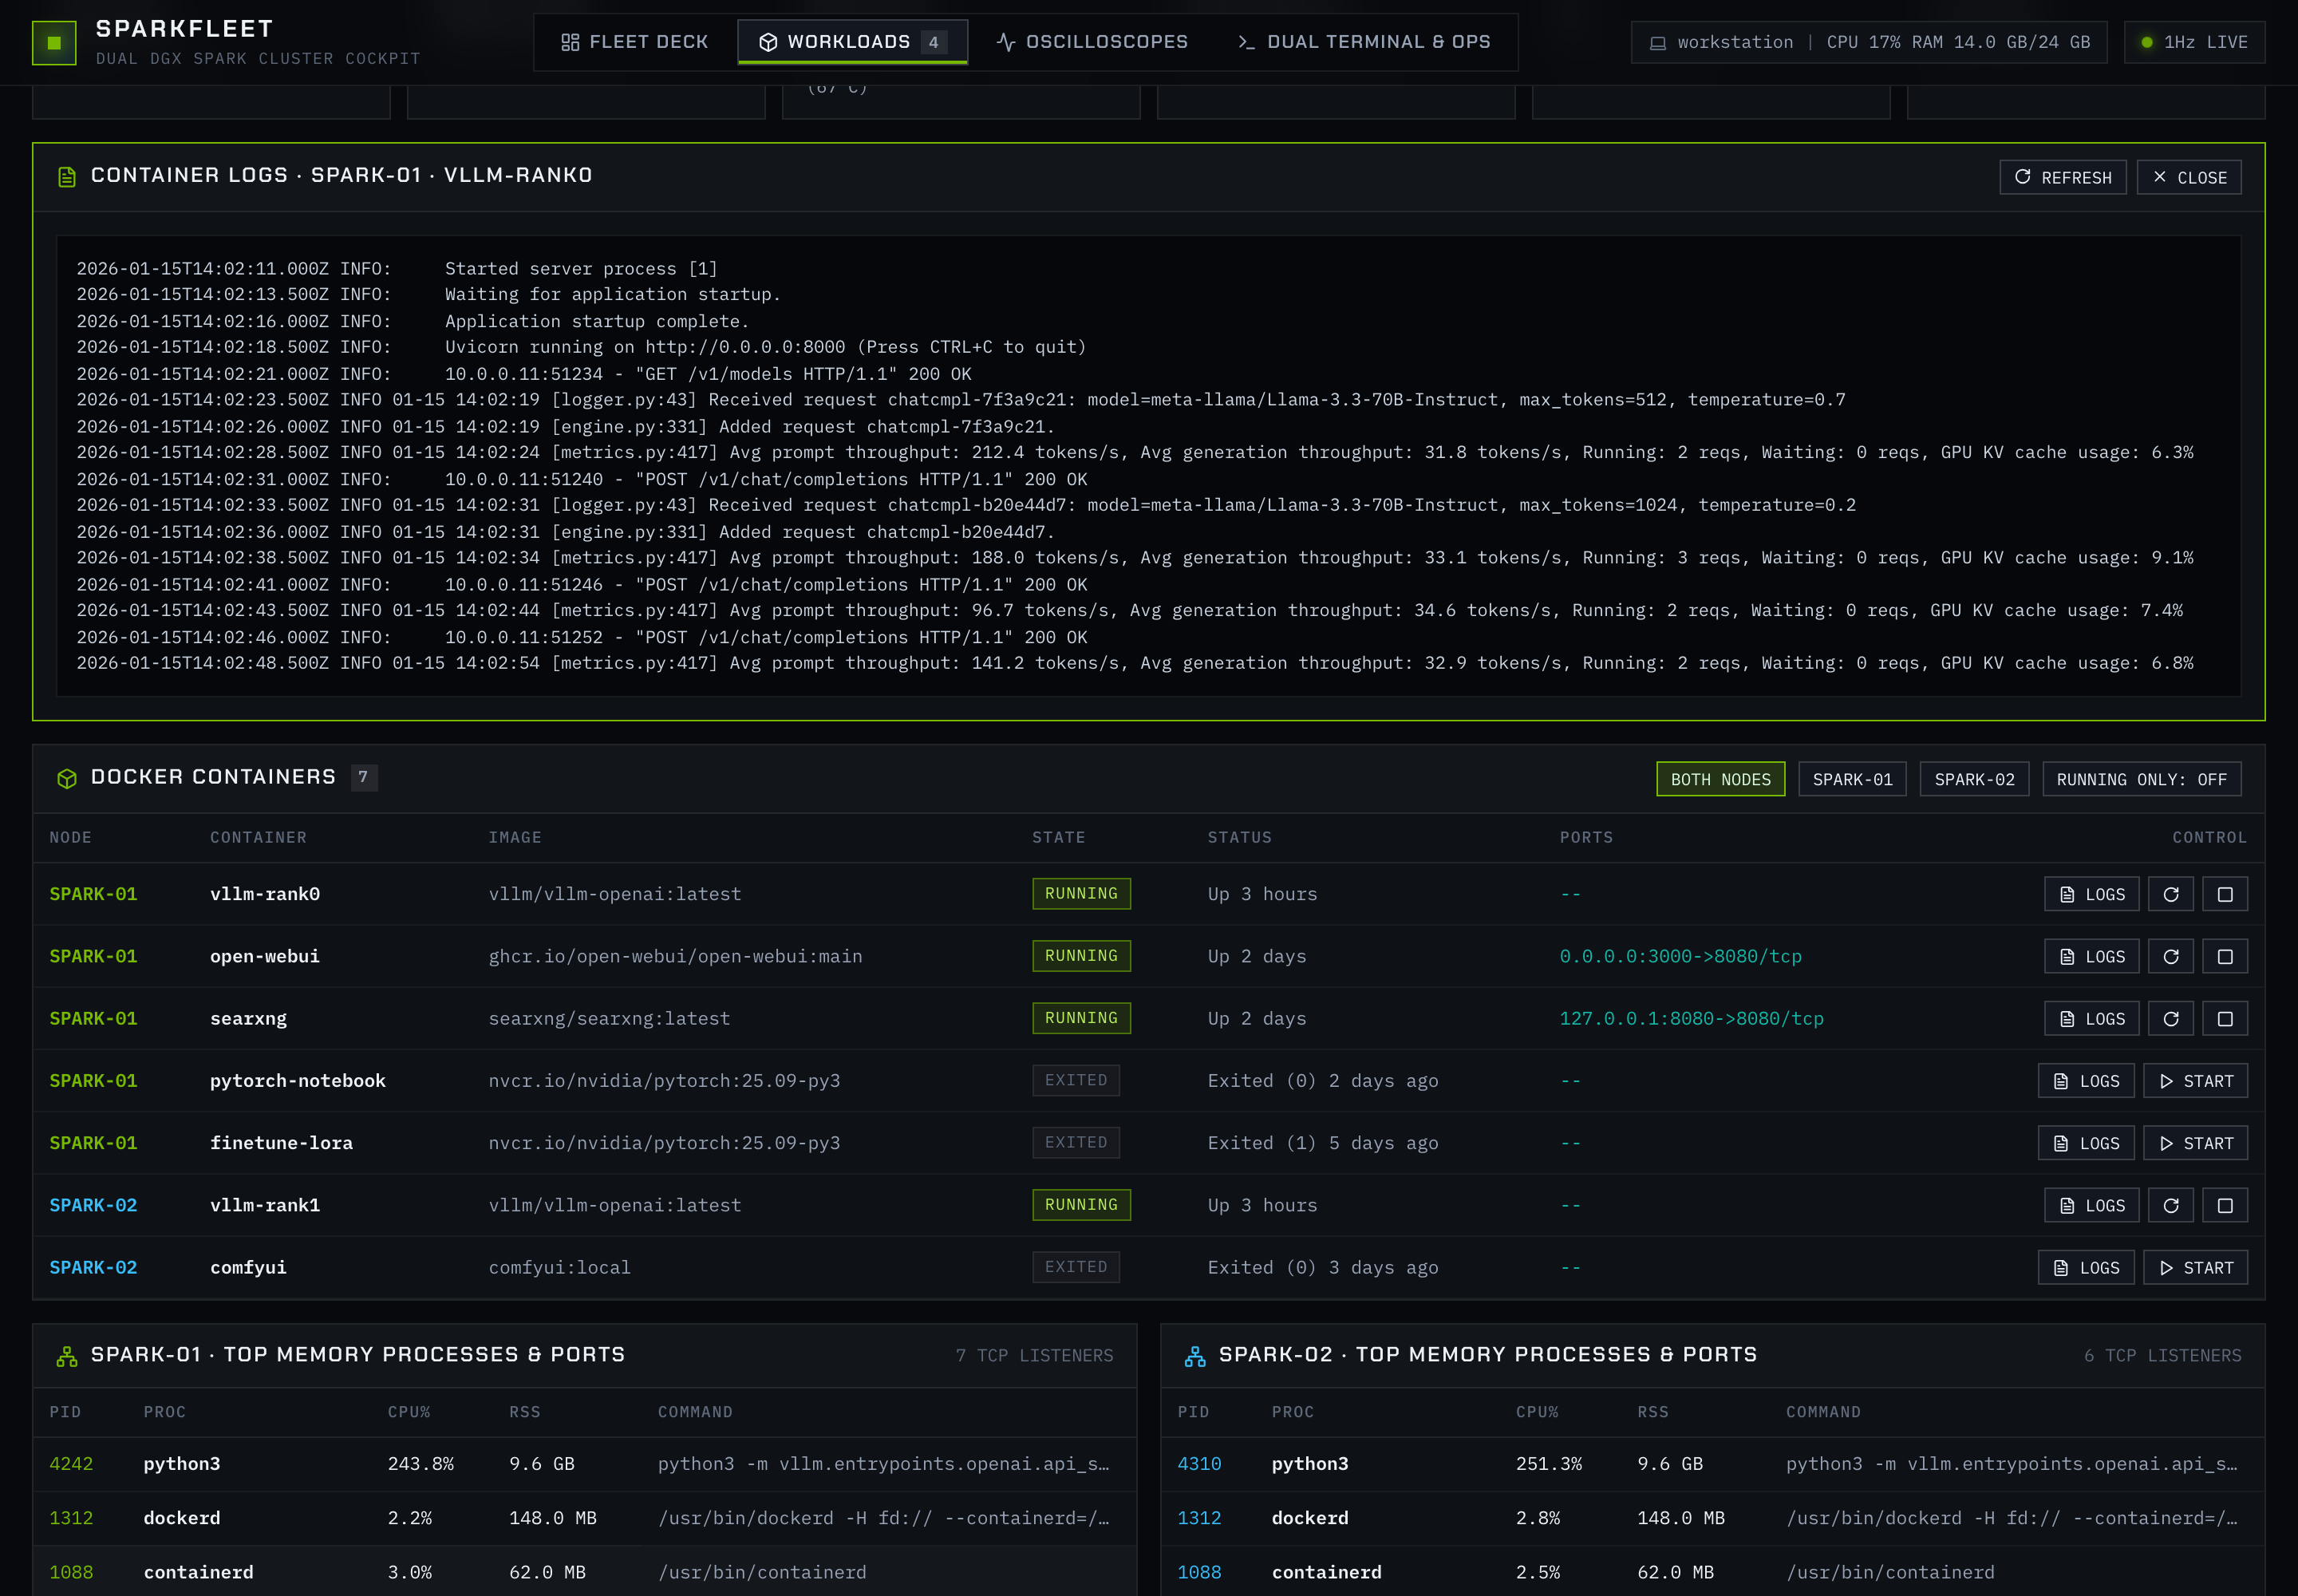 SPARKFLEET
DUAL DGX SPARK CLUSTER COCKPIT
FLEET DECK
WORKLOADS 4
OSCILLOSCOPES
DUAL TERMINAL & OPS
workstation | CPU 17% RAM 14.0 GB/24 GB
1Hz LIVE
CONTAINER LOGS · SPARK-01 · VLLM-RANK0
REFRESH
CLOSE
2026-01-15T14:02:11.000Z INFO:     Started server process [1]
2026-01-15T14:02:13.500Z INFO:     Waiting for application startup.
2026-01-15T14:02:16.000Z INFO:     Application startup complete.
2026-01-15T14:02:18.500Z INFO:     Uvicorn running on http://0.0.0.0:8000 (Press CTRL+C to quit)
2026-01-15T14:02:21.000Z INFO:     10.0.0.11:51234 - "GET /v1/models HTTP/1.1" 200 OK
2026-01-15T14:02:23.500Z INFO 01-15 14:02:19 [logger.py:43] Received request chatcmpl-7f3a9c21: model=meta-llama/Llama-3.3-70B-Instruct, max_tokens=512, temperature=0.7
2026-01-15T14:02:26.000Z INFO 01-15 14:02:19 [engine.py:331] Added request chatcmpl-7f3a9c21.
2026-01-15T14:02:28.500Z INFO 01-15 14:02:24 [metrics.py:417] Avg prompt throughput: 212.4 tokens/s, Avg generation throughput: 31.8 tokens/s, Running: 2 reqs, Waiting: 0 reqs, GPU KV cache usage: 6.3%
2026-01-15T14:02:31.000Z INFO:     10.0.0.11:51240 - "POST /v1/chat/completions HTTP/1.1" 200 OK
2026-01-15T14:02:33.500Z INFO 01-15 14:02:31 [logger.py:43] Received request chatcmpl-b20e44d7: model=meta-llama/Llama-3.3-70B-Instruct, max_tokens=1024, temperature=0.2
2026-01-15T14:02:36.000Z INFO 01-15 14:02:31 [engine.py:331] Added request chatcmpl-b20e44d7.
2026-01-15T14:02:38.500Z INFO 01-15 14:02:34 [metrics.py:417] Avg prompt throughput: 188.0 tokens/s, Avg generation throughput: 33.1 tokens/s, Running: 3 reqs, Waiting: 0 reqs, GPU KV cache usage: 9.1%
2026-01-15T14:02:41.000Z INFO:     10.0.0.11:51246 - "POST /v1/chat/completions HTTP/1.1" 200 OK
2026-01-15T14:02:43.500Z INFO 01-15 14:02:44 [metrics.py:417] Avg prompt throughput: 96.7 tokens/s, Avg generation throughput: 34.6 tokens/s, Running: 2 reqs, Waiting: 0 reqs, GPU KV cache usage: 7.4%
2026-01-15T14:02:46.000Z INFO:     10.0.0.11:51252 - "POST /v1/chat/completions HTTP/1.1" 200 OK
2026-01-15T14:02:48.500Z INFO 01-15 14:02:54 [metrics.py:417] Avg prompt throughput: 141.2 tokens/s, Avg generation throughput: 32.9 tokens/s, Running: 2 reqs, Waiting: 0 reqs, GPU KV cache usage: 6.8%
DOCKER CONTAINERS 7
BOTH NODES
SPARK-01
SPARK-02
RUNNING ONLY: OFF
NODE CONTAINER IMAGE STATE STATUS PORTS CONTROL
SPARK-01 vllm-rank0 vllm/vllm-openai:latest RUNNING Up 3 hours -- LOGS
SPARK-01 open-webui ghcr.io/open-webui/open-webui:main RUNNING Up 2 days 0.0.0.0:3000->8080/tcp LOGS
SPARK-01 searxng searxng/searxng:latest RUNNING Up 2 days 127.0.0.1:8080->8080/tcp LOGS
SPARK-01 pytorch-notebook nvcr.io/nvidia/pytorch:25.09-py3 EXITED Exited (0) 2 days ago -- LOGS START
SPARK-01 finetune-lora nvcr.io/nvidia/pytorch:25.09-py3 EXITED Exited (1) 5 days ago -- LOGS START
SPARK-02 vllm-rank1 vllm/vllm-openai:latest RUNNING Up 3 hours -- LOGS
SPARK-02 comfyui comfyui:local EXITED Exited (0) 3 days ago -- LOGS START
SPARK-01 · TOP MEMORY PROCESSES & PORTS
7 TCP LISTENERS
PID PROC CPU% RSS COMMAND
4242 python3 243.8% 9.6 GB python3 -m vllm.entrypoints.openai.api_s…
1312 dockerd 2.2% 148.0 MB /usr/bin/dockerd -H fd:// --containerd=/…
1088 containerd 3.0% 62.0 MB /usr/bin/containerd
SPARK-02 · TOP MEMORY PROCESSES & PORTS
6 TCP LISTENERS
PID PROC CPU% RSS COMMAND
4310 python3 251.3% 9.6 GB python3 -m vllm.entrypoints.openai.api_s…
1312 dockerd 2.8% 148.0 MB /usr/bin/dockerd -H fd:// --containerd=/…
1088 containerd 2.5% 62.0 MB /usr/bin/containerd